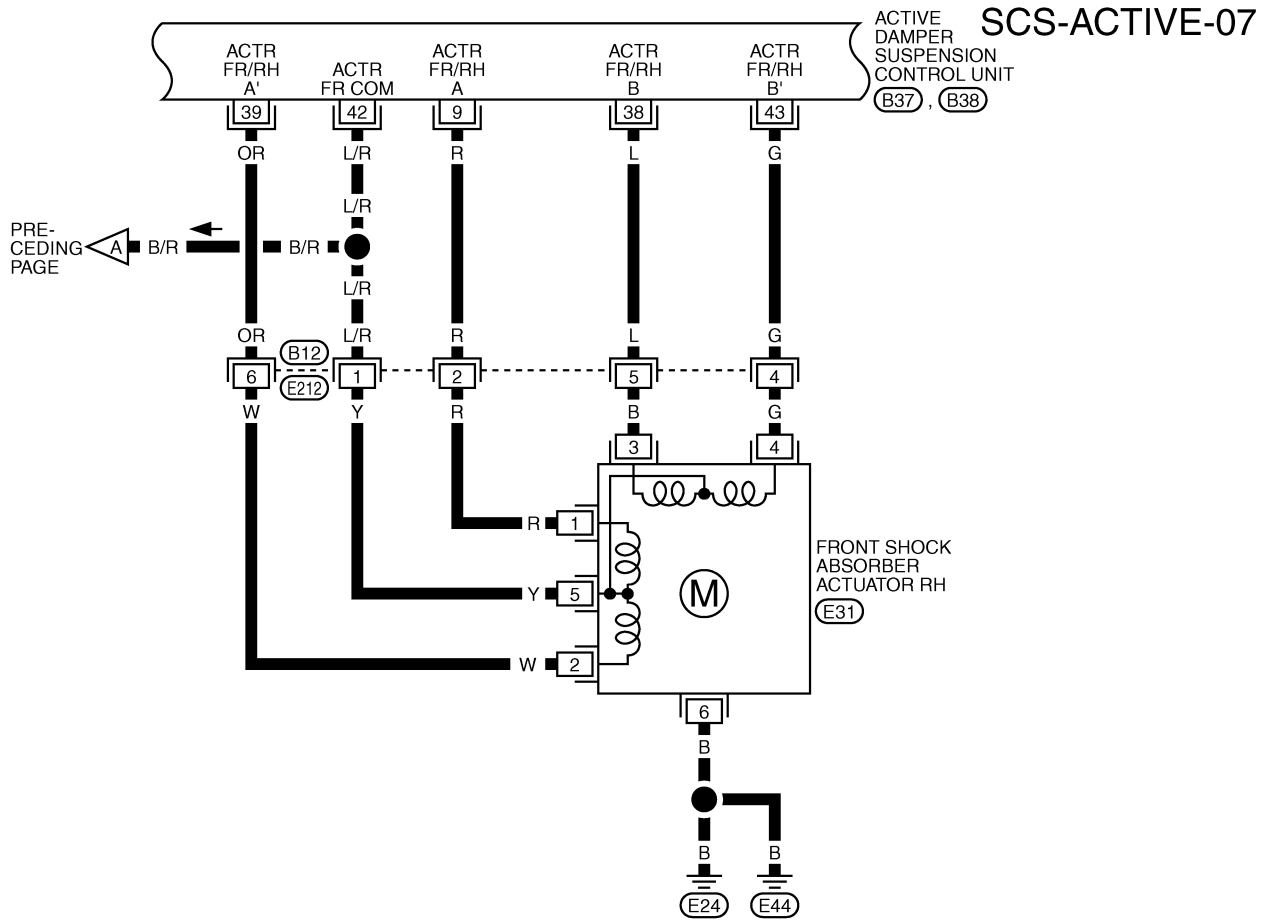 SCS-ACTIVE-07
ACTIVE
DAMPER
SUSPENSION
CONTROL UNIT
B37 , B38
ACTR
FR/RH
A'
ACTR
FR COM
ACTR
FR/RH
A
ACTR
FR/RH
B
ACTR
FR/RH
B'
39 42 9 38 43
OR L/R R L G
L/R
PRE-
CEDING
PAGE
A B/R B/R
L/R
OR L/R R L G
B12
6 1 2 5 4
E212
W Y R B G
3 4
R 1
FRONT SHOCK
ABSORBER
ACTUATOR RH
E31
Y 5 M
W 2
6
B
B B
E24 E44